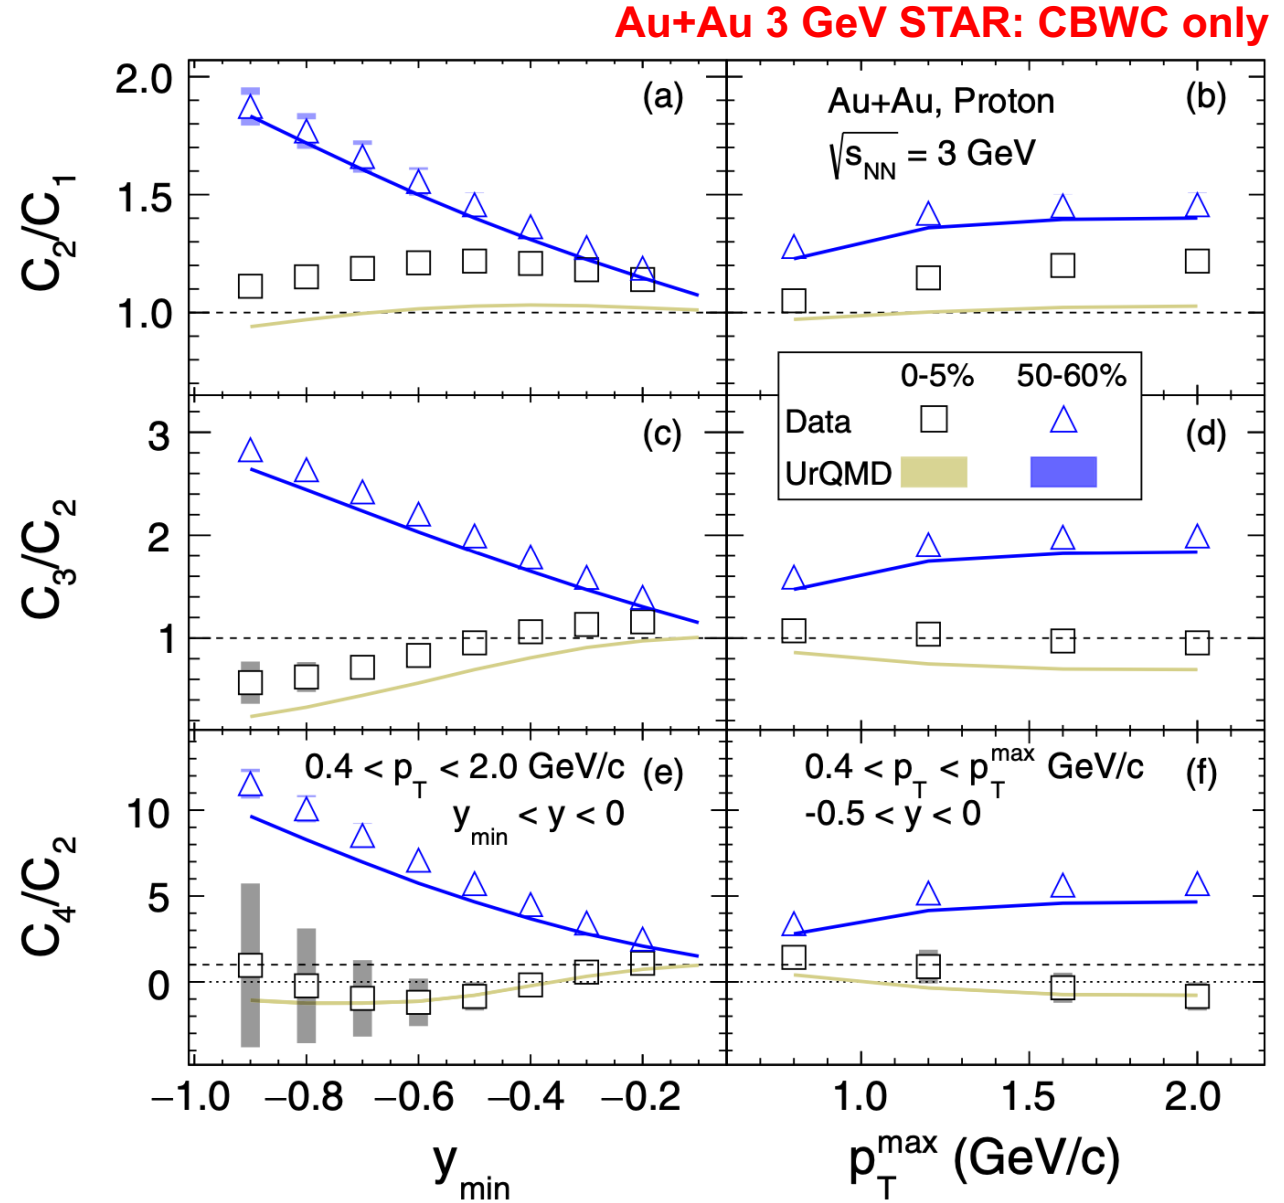 Au+Au 3 GeV STAR: CBWC only
2.0
1.5
1.0
C2/C1
(a)
Au+Au, Proton
√sNN = 3 GeV
(b)
0-5% 50-60%
Data
UrQMD
3
2
1
C3/C2
(c)
(d)
10
5
0
C4/C2
0.4 < pT < 2.0 GeV/c (e)
ymin < y < 0
0.4 < pT < pTmax GeV/c (f)
-0.5 < y < 0
−1.0 −0.8 −0.6 −0.4 −0.2 1.0 1.5 2.0
ymin
pTmax (GeV/c)